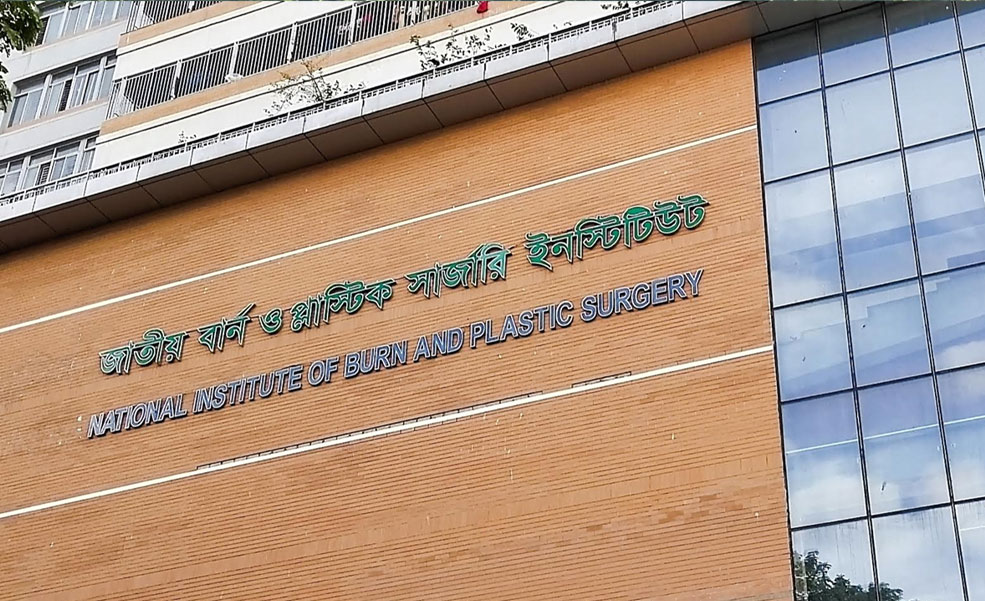 জাতীয় বার্ন ও প্লাস্টিক সার্জারি ইনস্টিটিউট
NATIONAL INSTITUTE OF BURN AND PLASTIC SURGERY